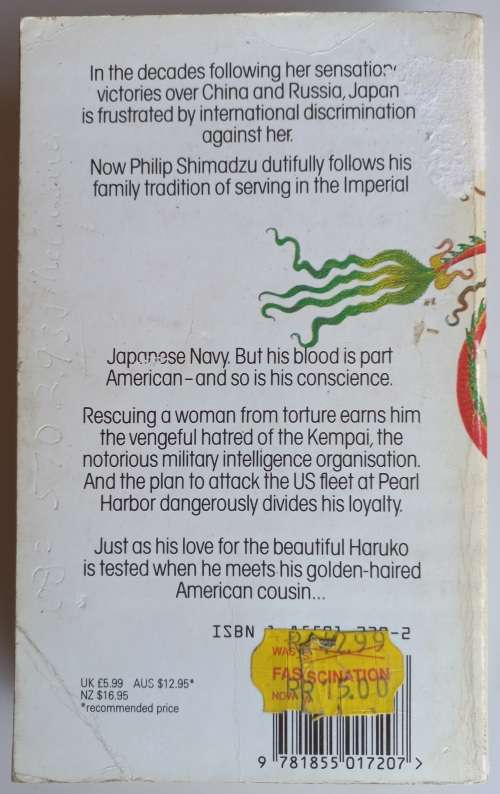 In the decades following her
victories over China and Russia, Japan
is frustrated by international discrimination
against her.
Now Philip Shimadzu dutifully follows his
family tradition of serving in the Imperial
Japanese Navy. But his blood is part
American – and so is his conscience.
Rescuing a woman from torture earns him
the vengeful hatred of the Kempai, the
notorious military intelligence organisation.
And the plan to attack the US fleet at Pearl
Harbor dangerously divides his loyalty.
Just as his love for the beautiful Haruko
is tested when he meets his golden-haired
American cousin...
ISBN
WAS
FASCINATION
NOW
15.00
UK £5.99 AUS $12.95*
NZ $16.95
*recommended price
9 781855 017207 >